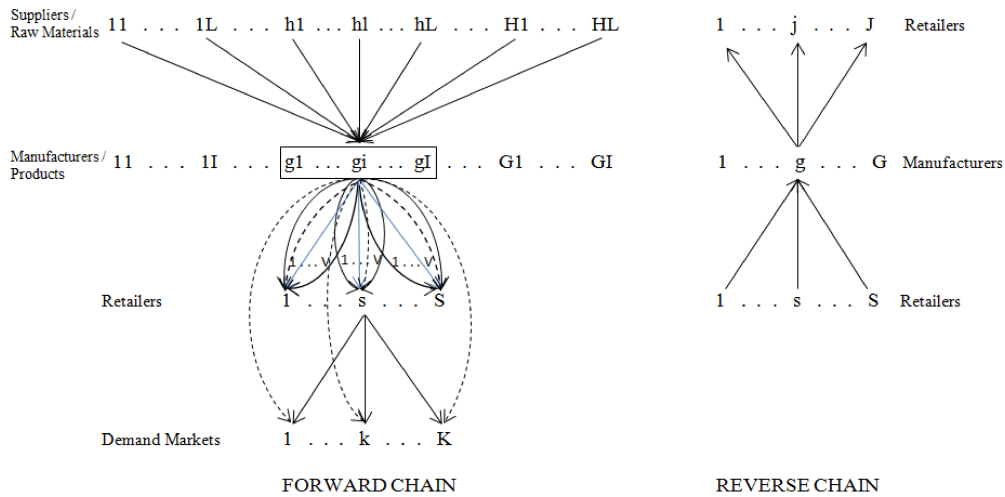 Suppliers /
Raw Materials
11 . . . 1L . . . h1 . . . hl . . . hL . . . H1 . . . HL
1 . . . j . . . J Retailers
Manufacturers /
Products
11 . . . 1I . . . g1 . . . gi . . . gI . . . G1 . . . GI
1 . . . g . . . G Manufacturers
1 . . . V 1 . . . V 1 . . . V
Retailers 1 . . . s . . . S
1 . . . s . . . S Retailers
Demand Markets 1 . . . k . . . K
FORWARD CHAIN REVERSE CHAIN